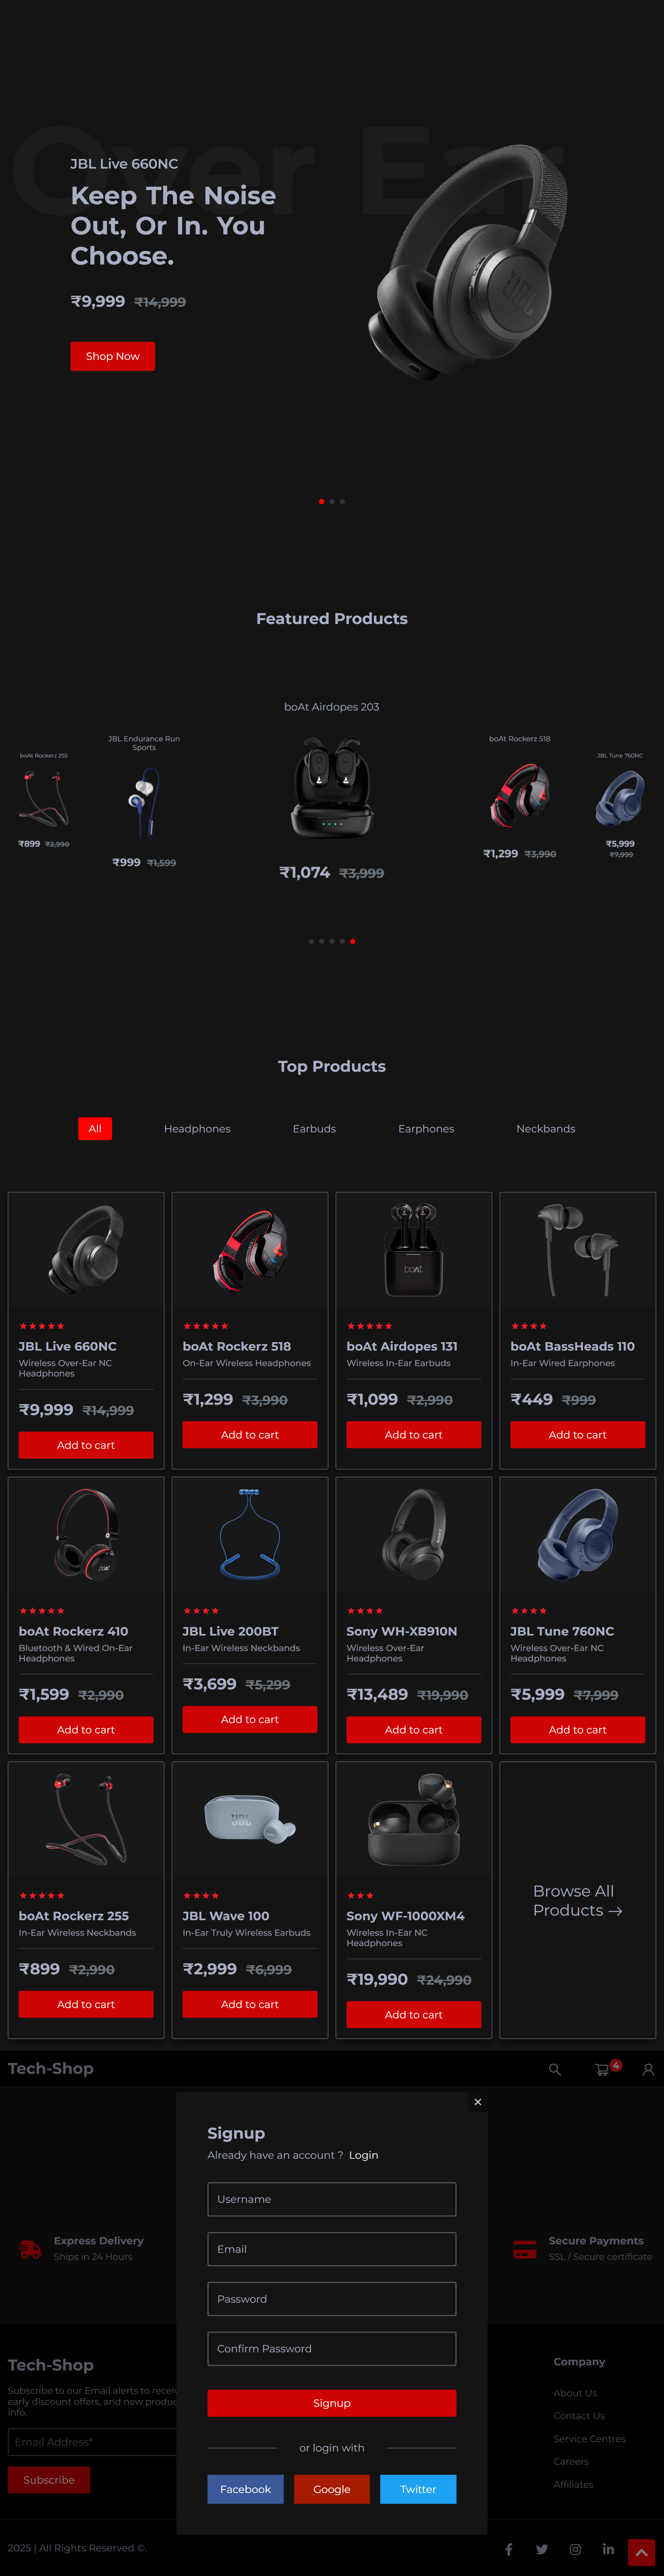 Over Ear
JBL Live 660NC
Keep The Noise
Out, Or In. You
Choose.
₹9,999 ₹14,999
Shop Now
JBL
Featured Products
boAt Rockerz 255
₹899 ₹2,990
JBL Endurance Run
Sports
₹999 ₹1,599
boAt Airdopes 203
₹1,074 ₹3,999
boAt Rockerz 518
₹1,299 ₹3,990
JBL Tune 760NC
₹5,999
₹7,999
Top Products
All Headphones Earbuds Earphones Neckbands
JBL Live 660NC
Wireless Over-Ear NC
Headphones
₹9,999 ₹14,999
Add to cart
boAt Rockerz 518
On-Ear Wireless Headphones
₹1,299 ₹3,990
Add to cart
boAt
boAt Airdopes 131
Wireless In-Ear Earbuds
₹1,099 ₹2,990
Add to cart
boAt BassHeads 110
In-Ear Wired Earphones
₹449 ₹999
Add to cart
boAt
boAt Rockerz 410
Bluetooth & Wired On-Ear
Headphones
₹1,599 ₹2,990
Add to cart
JBL Live 200BT
In-Ear Wireless Neckbands
₹3,699 ₹5,299
Add to cart
SONY
Sony WH-XB910N
Wireless Over-Ear
Headphones
₹13,489 ₹19,990
Add to cart
JBL Tune 760NC
Wireless Over-Ear NC
Headphones
₹5,999 ₹7,999
Add to cart
boAt Rockerz 255
In-Ear Wireless Neckbands
₹899 ₹2,990
Add to cart
JBL
JBL Wave 100
In-Ear Truly Wireless Earbuds
₹2,999 ₹6,999
Add to cart
Sony WF-1000XM4
Wireless In-Ear NC
Headphones
₹19,990 ₹24,990
Add to cart
Browse All
Products →
Tech-Shop
4
Signup
Already have an account ? Login
Username
Email
Password
Confirm Password
Signup
or login with
Facebook Google Twitter
Express Delivery
Ships in 24 Hours
Secure Payments
SSL / Secure certificate
Tech-Shop
Subscribe to our Email alerts to
early discount offers, and new
info.
Email Address*
Subscribe
Company
About Us
Contact Us
Service Centres
Careers
Affiliates
2025 | All Rights Reserved ©.